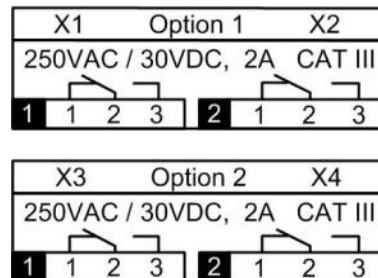 X1 Option 1 X2
250VAC / 30VDC, 2A CAT III
1 1 2 3 2 1 2 3
X3 Option 2 X4
250VAC / 30VDC, 2A CAT III
1 1 2 3 2 1 2 3